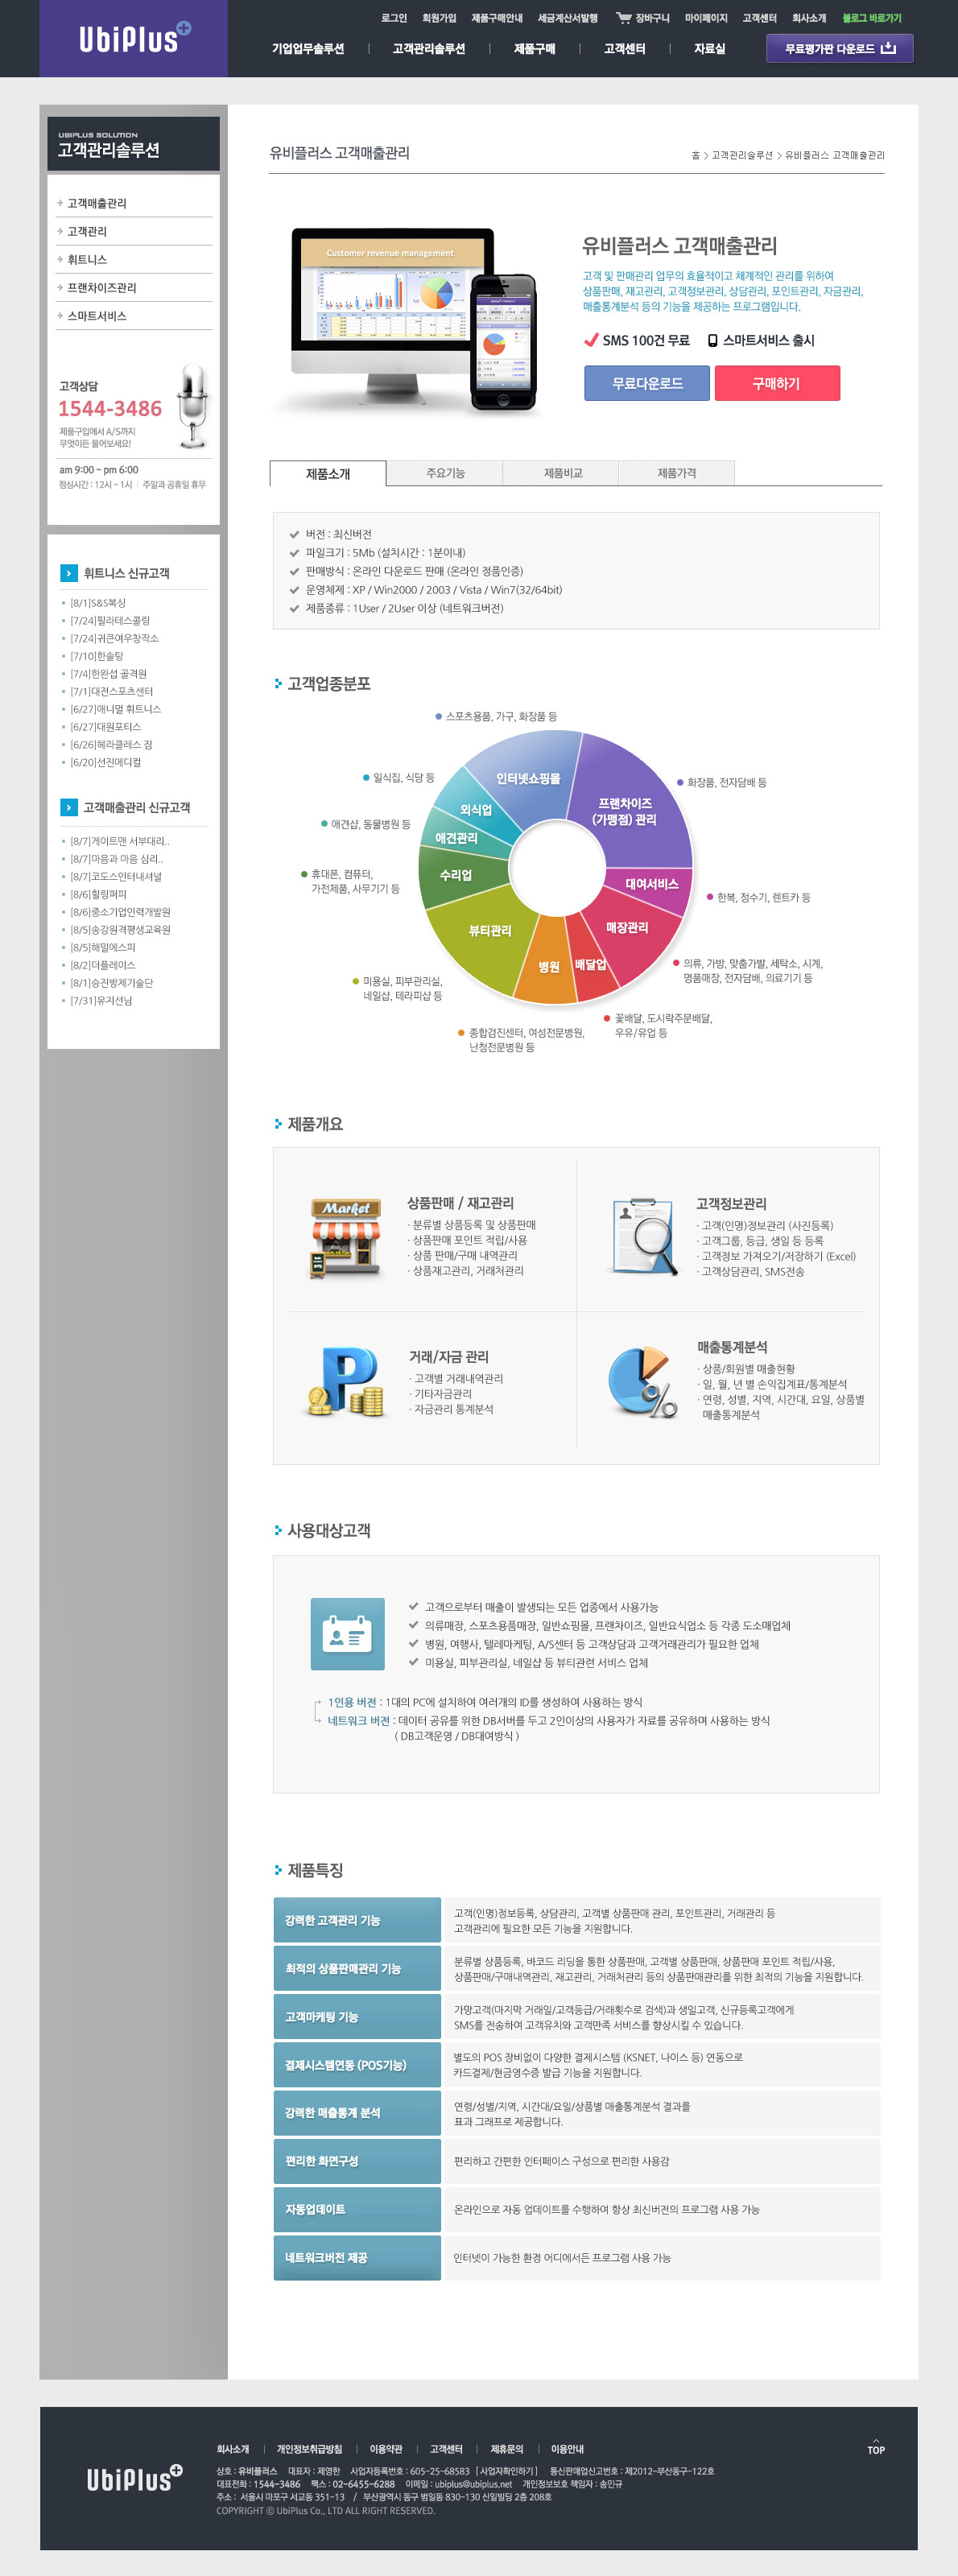 로그인 회원가입 제품구매안내 세금계산서발행 장바구니 마이페이지 고객센터 회사소개 블로그 바로가기
UbiPlus
기업업무솔루션 고객관리솔루션 제품구매 고객센터 자료실 무료평가판 다운로드
UBIPLUS SOLUTION
고객관리솔루션
고객매출관리
고객관리
휘트니스
프랜차이즈관리
스마트서비스
고객상담
1544-3486
제품구입에서 A/S까지
무엇이든 물어보세요!
am 9:00 ~ pm 6:00
점심시간 : 12시 ~ 1시 주말과 공휴일 휴무
휘트니스 신규고객
[8/1]S&S복싱
[7/24]필라테스콜링
[7/24]귀큰여우창작소
[7/10]한솔탕
[7/4]한완섭 골격원
[7/1]대전스포츠센터
[6/27]애니멀 휘트니스
[6/27]대원포티스
[6/26]헤라클레스 짐
[6/20]선진메디컬
고객매출관리 신규고객
[8/7]게이트맨 서부대리..
[8/7]마음과 마음 심리..
[8/7]코도스인터내셔널
[8/6]힐링펴피
[8/6]중소기업인력개발원
[8/5]송강원격평생교육원
[8/5]해밀에스피
[8/2]더플레이스
[8/1]승진방제기술단
[7/31]유지선님
유비플러스 고객매출관리
홈 > 고객관리솔루션 > 유비플러스 고객매출관리
Customer revenue management
유비플러스 고객매출관리
고객 및 판매관리 업무의 효율적이고 체계적인 관리를 위하여
상품판매, 재고관리, 고객정보관리, 상담관리, 포인트관리, 자금관리,
매출통계분석 등의 기능을 제공하는 프로그램입니다.
SMS 100건 무료 스마트서비스 출시
무료다운로드 구매하기
제품소개 주요기능 제품비교 제품가격
버전 : 최신버전
파일크기 : 5Mb (설치시간 : 1분이내)
판매방식 : 온라인 다운로드 판매 (온라인 정품인증)
운영체제 : XP / Win2000 / 2003 / Vista / Win7(32/64bit)
제품종류 : 1User / 2User 이상 (네트워크버전)
고객업종분포
스포츠용품, 가구, 화장품 등
인터넷쇼핑몰
일식집, 식당 등
외식업
화장품, 전자담배 등
프랜차이즈
(가맹점) 관리
애견샵, 동물병원 등
애견관리
휴대폰, 컴퓨터,
가전제품, 사무기기 등
수리업
대여서비스
한복, 정수기, 렌트카 등
뷰티관리
매장관리
병원
배달업
의류, 가방, 맞춤가발, 세탁소, 시계,
명품매장, 전자담배, 의료기기 등
미용실, 피부관리실,
네일샵, 테라피샵 등
꽃배달, 도시락주문배달,
우유/유업 등
종합검진센터, 여성전문병원,
난청전문병원 등
제품개요
상품판매 / 재고관리
· 분류별 상품등록 및 상품판매
· 상품판매 포인트 적립/사용
· 상품 판매/구매 내역관리
· 상품재고관리, 거래처관리
Market
고객정보관리
· 고객(인명)정보관리 (사진등록)
· 고객그룹, 등급, 생일 등 등록
· 고객정보 가져오기/저장하기 (Excel)
· 고객상담관리, SMS전송
거래/자금 관리
· 고객별 거래내역관리
· 기타자금관리
· 자금관리 통계분석
매출통계분석
· 상품/회원별 매출현황
· 일, 월, 년 별 손익집계표/통계분석
· 연령, 성별, 지역, 시간대, 요일, 상품별
매출통계분석
사용대상고객
고객으로부터 매출이 발생되는 모든 업종에서 사용가능
의류매장, 스포츠용품매장, 일반쇼핑몰, 프랜차이즈, 일반요식업소 등 각종 도소매업체
병원, 여행사, 텔레마케팅, A/S센터 등 고객상담과 고객거래관리가 필요한 업체
미용실, 피부관리실, 네일샵 등 뷰티관련 서비스 업체
1인용 버전 : 1대의 PC에 설치하여 여러개의 ID를 생성하여 사용하는 방식
네트워크 버전 : 데이터 공유를 위한 DB서버를 두고 2인이상의 사용자가 자료를 공유하며 사용하는 방식
( DB고객운영 / DB대여방식 )
제품특징
강력한 고객관리 기능
고객(인명)정보등록, 상담관리, 고객별 상품판매 관리, 포인트관리, 거래관리 등
고객관리에 필요한 모든 기능을 지원합니다.
최적의 상품판매관리 기능
분류별 상품등록, 바코드 리딩을 통한 상품판매, 고객별 상품판매, 상품판매 포인트 적립/사용,
상품판매/구매내역관리, 재고관리, 거래처관리 등의 상품판매관리를 위한 최적의 기능을 지원합니다.
고객마케팅 기능
가망고객(마지막 거래일/고객등급/거래횟수로 검색)과 생일고객, 신규등록고객에게
SMS를 전송하여 고객유치와 고객만족 서비스를 향상시킬 수 있습니다.
결제시스템연동 (POS기능)
별도의 POS 장비없이 다양한 결제시스템 (KSNET, 나이스 등) 연동으로
카드결제/현금영수증 발급 기능을 지원합니다.
강력한 매출통계 분석
연령/성별/지역, 시간대/요일/상품별 매출통계분석 결과를
표과 그래프로 제공합니다.
편리한 화면구성
편리하고 간편한 인터페이스 구성으로 편리한 사용감
자동업데이트
온라인으로 자동 업데이트를 수행하여 항상 최신버전의 프로그램 사용 가능
네트워크버전 제공
인터넷이 가능한 환경 어디에서든 프로그램 사용 가능
UbiPlus
회사소개 개인정보취급방침 이용약관 고객센터 제휴문의 이용안내
TOP
상호 : 유비플러스 대표자 : 제영한 사업자등록번호 : 605-25-68583 [ 사업자확인하기 ] 통신판매업신고번호 : 제2012-부산동구-122호
대표전화 : 1544-3486 팩스 : 02-6455-6288 이메일 : ubiplus@ubiplus.net 개인정보보호 책임자 : 송민규
주소 : 서울시 마포구 서교동 351-13 / 부산광역시 동구 범일동 830-130 신일빌딩 2층 208호
COPYRIGHT ⓒ UbiPlus Co., LTD ALL RIGHT RESERVED.